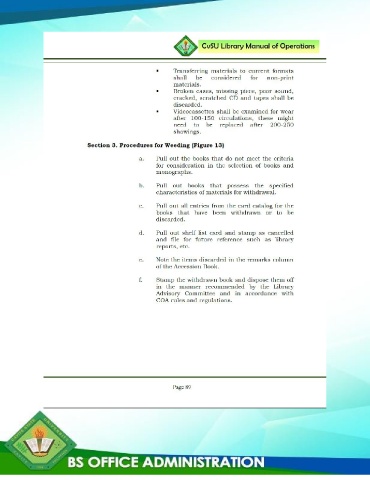 CvSU Library Manual of Operations
• Transferring materials to current formats
shall be considered for non-print
materials.
• Broken cases, missing piece, poor sound,
cracked, scratched CD and tapes shall be
discarded.
• Videocassettes shall be examined for wear
after 100-150 circulations, these might
need to be replaced after 200-250
showings.
Section 3. Procedures for Weeding (Figure 13)
a. Pull out the books that do not meet the criteria
for consideration in the selection of books and
monographs.
b. Pull out books that possess the specified
characteristics of materials for withdrawal.
c. Pull out all entries from the card catalog for the
books that have been withdrawn or to be
discarded.
d. Pull out shelf list card and stamp as cancelled
and file for future reference such as library
reports, etc.
e. Note the items discarded in the remarks column
of the Accession Book.
f. Stamp the withdrawn book and dispose them off
in the manner recommended by the Library
Advisory Committee and in accordance with
COA rules and regulations.
Page 89
BS OFFICE ADMINISTRATION